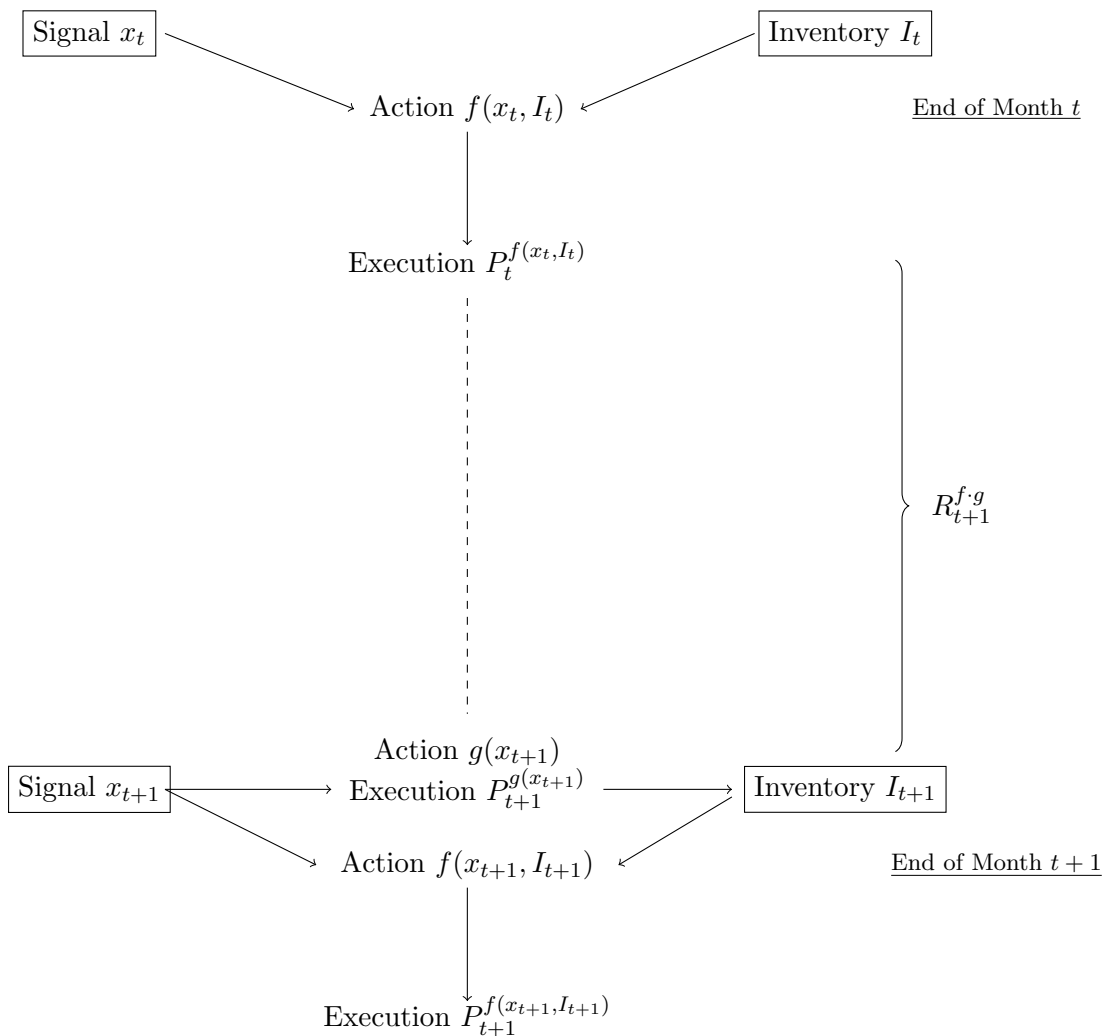 Signal $x_t$
Inventory $I_t$
Action $f(x_t, I_t)$
End of Month $t$
Execution $P_t^{f(x_t, I_t)}$
$R_{t+1}^{f \cdot g}$
Action $g(x_{t+1})$
Signal $x_{t+1}$
Execution $P_{t+1}^{g(x_{t+1})}$
Inventory $I_{t+1}$
Action $f(x_{t+1}, I_{t+1})$
End of Month $t+1$
Execution $P_{t+1}^{f(x_{t+1}, I_{t+1})}$